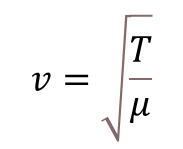 v = √(T/μ)